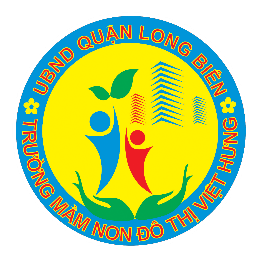 UBND QUẬN LONG BIÊN
TRƯỜNG MẦM NON ĐÔ THỊ VIỆT HƯNG